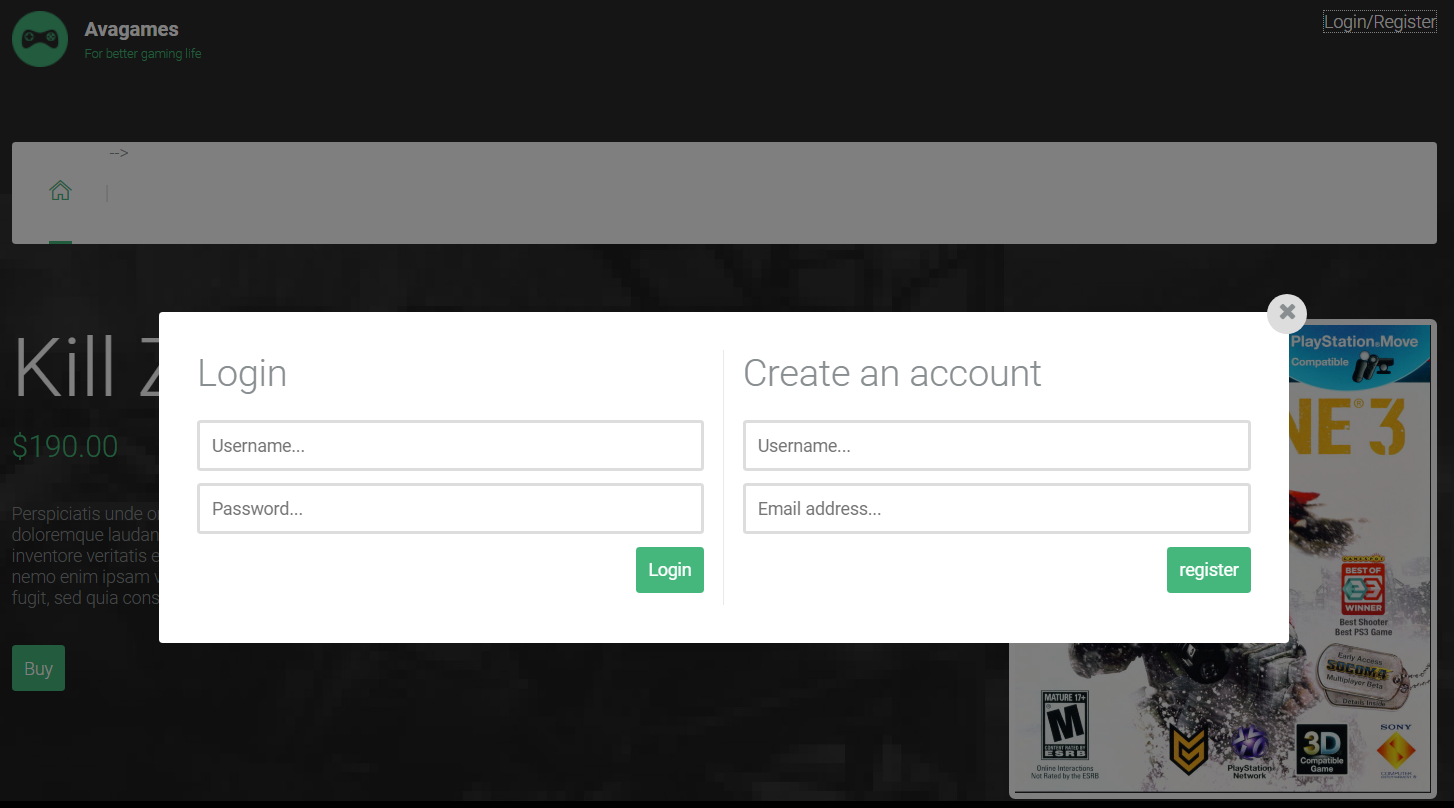 Avagames
For better gaming life
Login/Register
-->
|
Kill
$190.00
Perspiciatis unde
doloremque laudan
inventore veritatis e
nemo enim ipsam
fugit, sed quia cons
Buy
Login
Username...
Password...
Login
Create an account
Username...
Email address...
register
PlayStation®Move
Compatible
NE® 3
BEST OF
E3
WINNER
Best Shooter
Best PS3 Game
Early Access
SOCOM 4
Multiplayer Beta
Details Inside
MATURE 17+
M
CONTENT RATED BY
ESRB
Online Interactions
Not Rated by the ESRB
PlayStation
Network
3D
Compatible
Game
SONY
COMPUTER